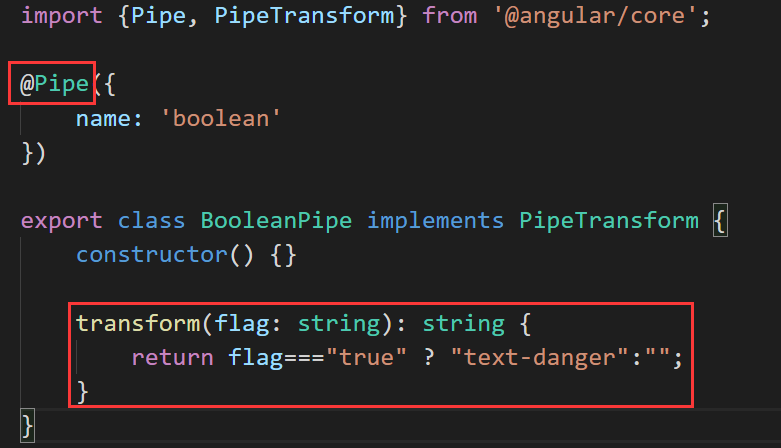 import {Pipe, PipeTransform} from '@angular/core';
@Pipe({
name: 'boolean'
})
export class BooleanPipe implements PipeTransform {
constructor() {}
transform(flag: string): string {
return flag==="true" ? "text-danger":"";
}
}